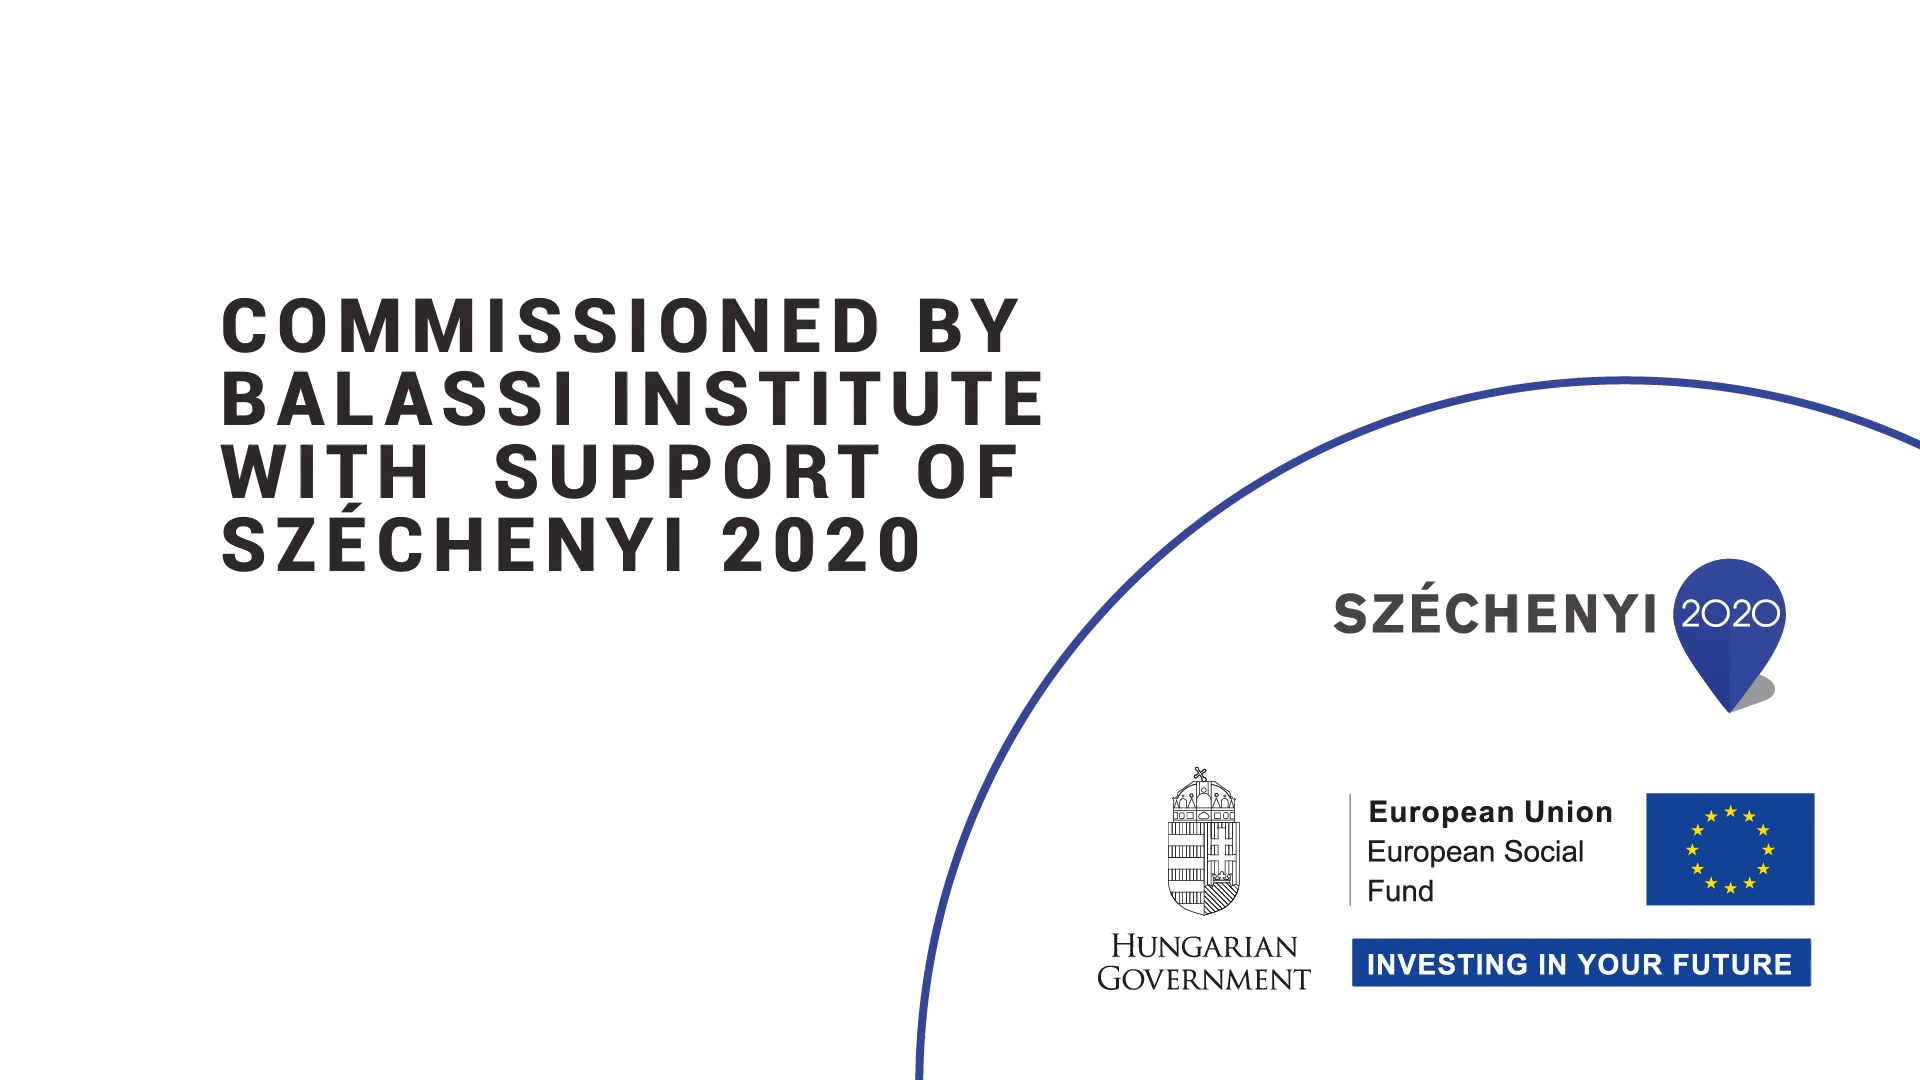 COMMISSIONED BY
BALASSI INSTITUTE
WITH  SUPPORT OF
SZÉCHENYI 2020
SZÉCHENYI 2020
HUNGARIAN
GOVERNMENT
European Union
European Social
Fund
INVESTING IN YOUR FUTURE